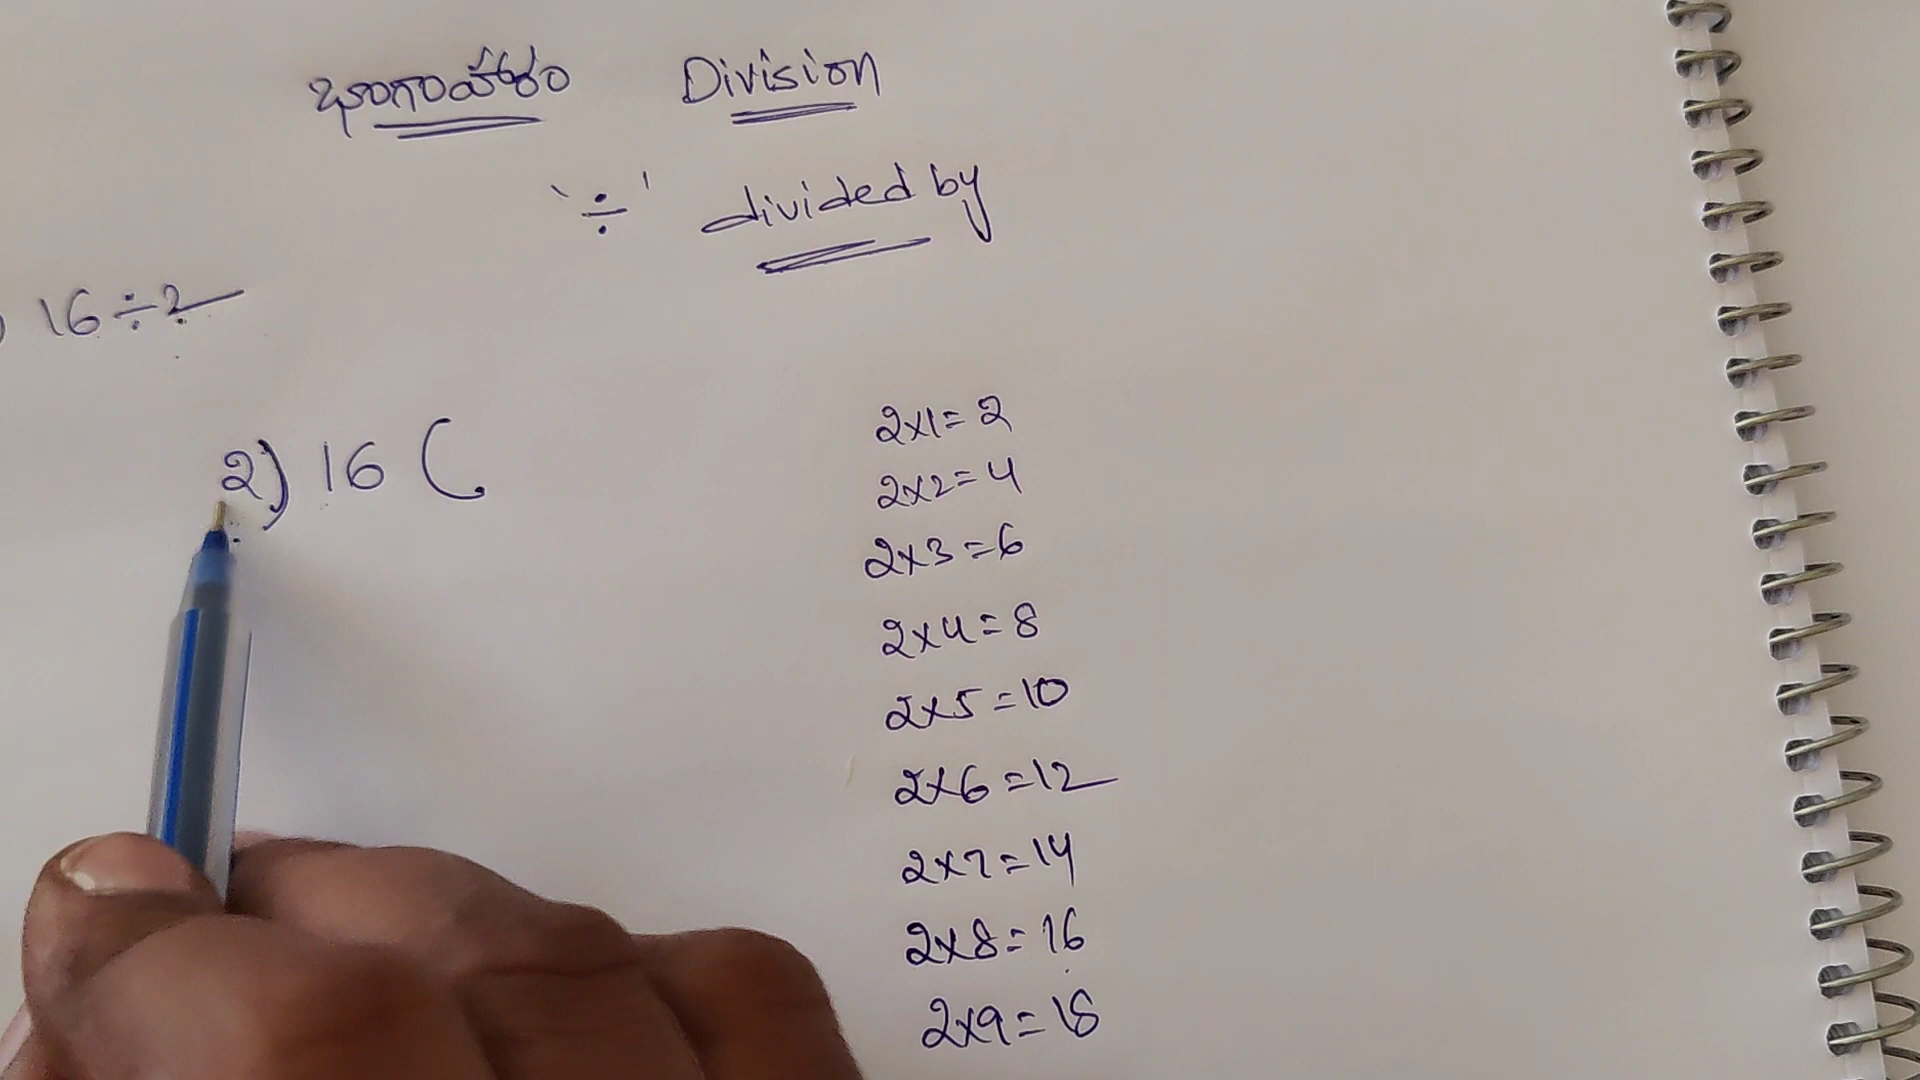 భాగాహారం Division
'÷' divided by
16÷2
2) 16 (
2x1=2
2x2=4
2x3=6
2x4=8
2x5=10
2x6=12
2x7=14
2x8=16
2x9=18